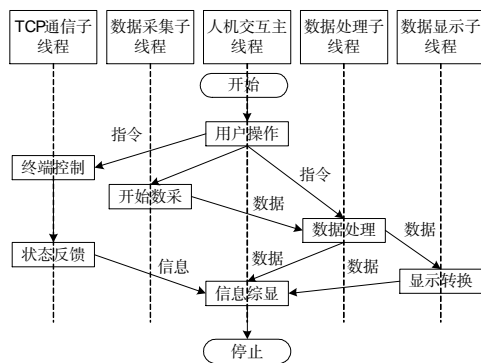 TCP通信子
线程
数据采集子
线程
人机交互主
线程
数据处理子
线程
数据显示子
线程
开始
指令
用户操作
终端控制
指令
开始数采
数据
数据处理
数据
状态反馈
信息
数据
数据
显示转换
信息综显
停止